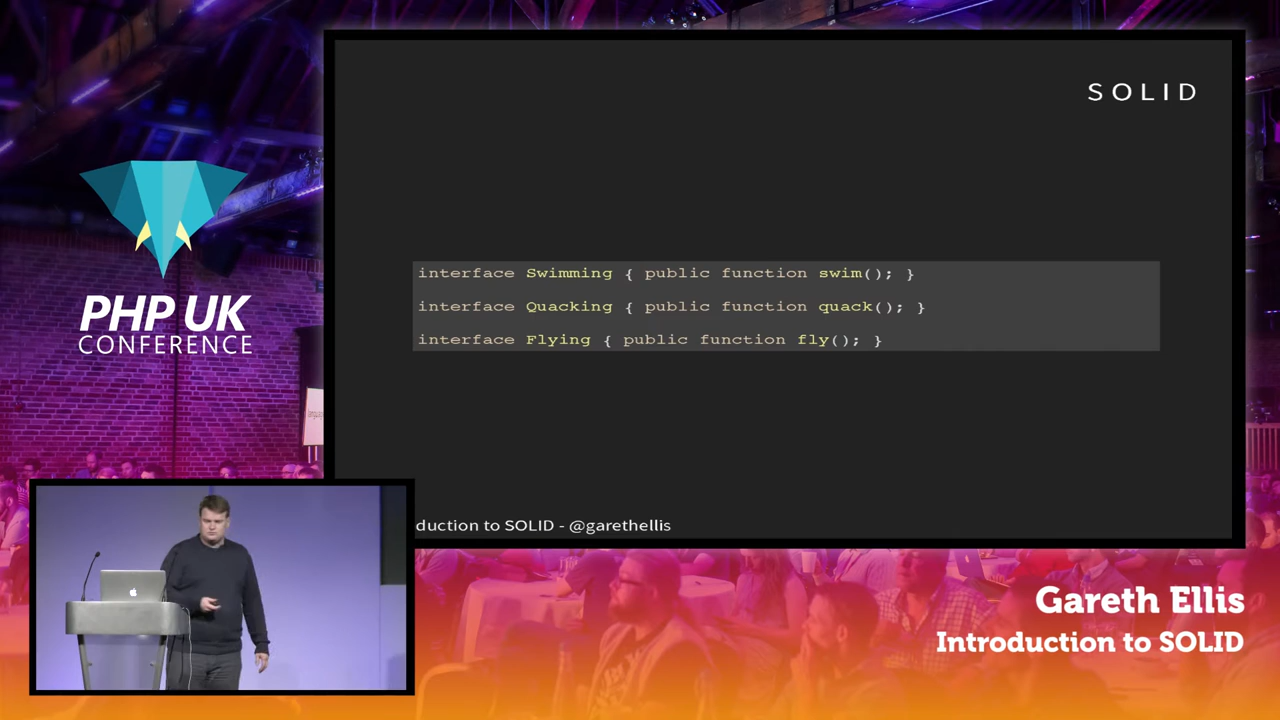 SOLID
interface Swimming { public function swim(); }
interface Quacking { public function quack(); }
interface Flying { public function fly(); }
duction to SOLID - @garethellis
PHP UK
CONFERENCE
Gareth Ellis
Introduction to SOLID